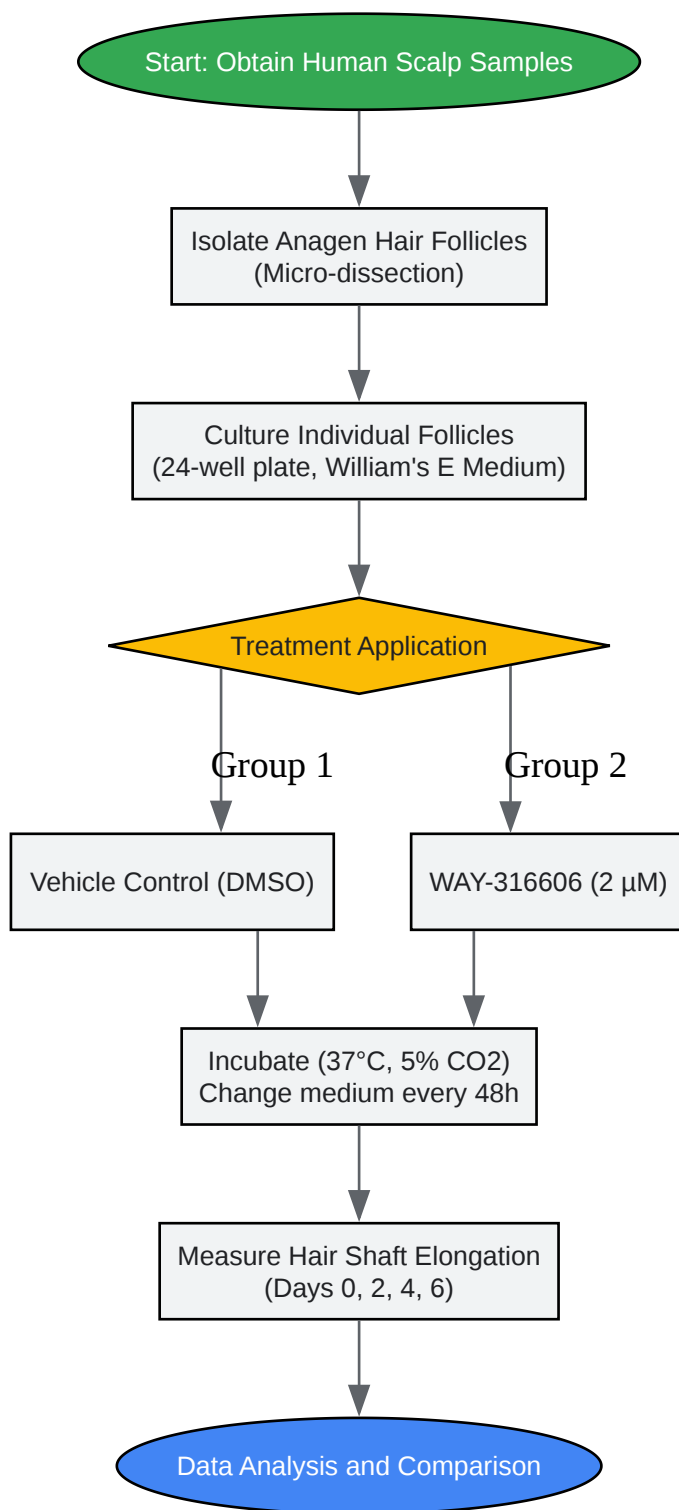 Start: Obtain Human Scalp Samples
Isolate Anagen Hair Follicles
(Micro-dissection)
Culture Individual Follicles
(24-well plate, William's E Medium)
Treatment Application
Group 1
Group 2
Vehicle Control (DMSO)
WAY-316606 (2 µM)
Incubate (37°C, 5% CO2)
Change medium every 48h
Measure Hair Shaft Elongation
(Days 0, 2, 4, 6)
Data Analysis and Comparison